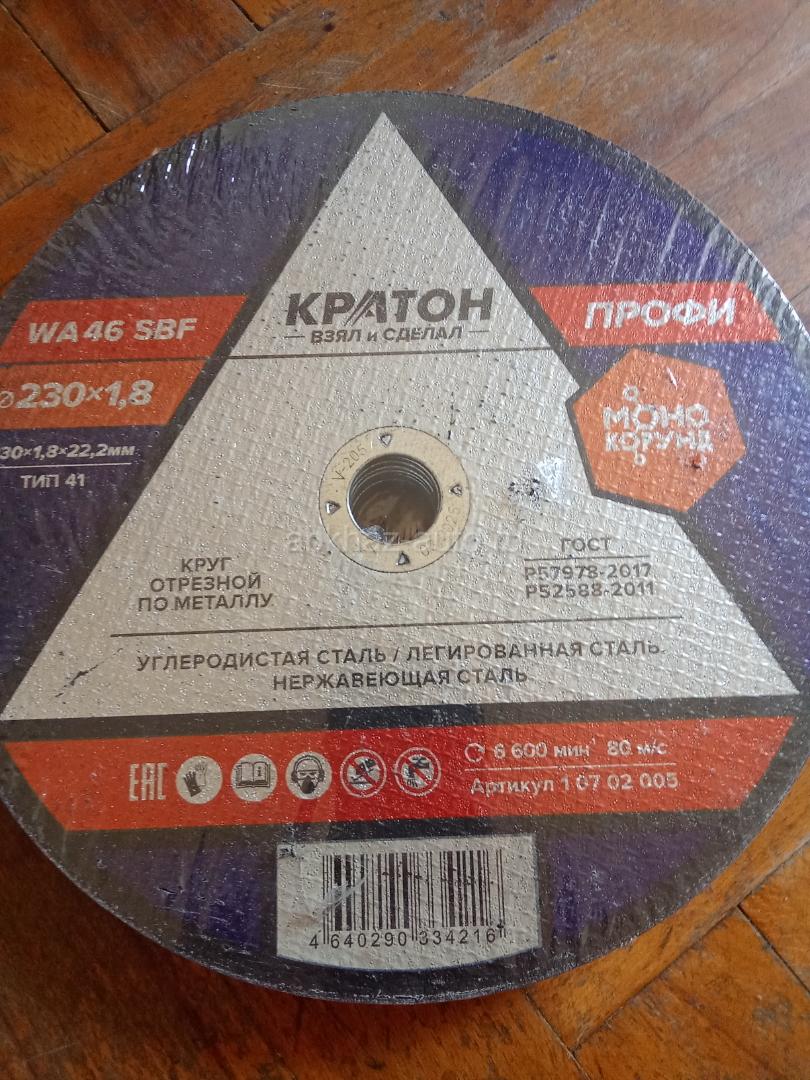 КРАТОН
ВЗЯЛ и СДЕЛАЛ
ПРОФИ
WA 46 SBF
⌀230×1,8
30×1,8×22,2мм
ТИП 41
МОНО
КОРУНД
КРУГ
ОТРЕЗНОЙ
ПО МЕТАЛЛУ
ГОСТ
Р57978-2017
Р52588-2011
УГЛЕРОДИСТАЯ СТАЛЬ / ЛЕГИРОВАННАЯ СТАЛЬ
НЕРЖАВЕЮЩАЯ СТАЛЬ
EAC
6 600 мин⁻¹ 80 м/с
Артикул 1 07 02 005
4 640290 334216